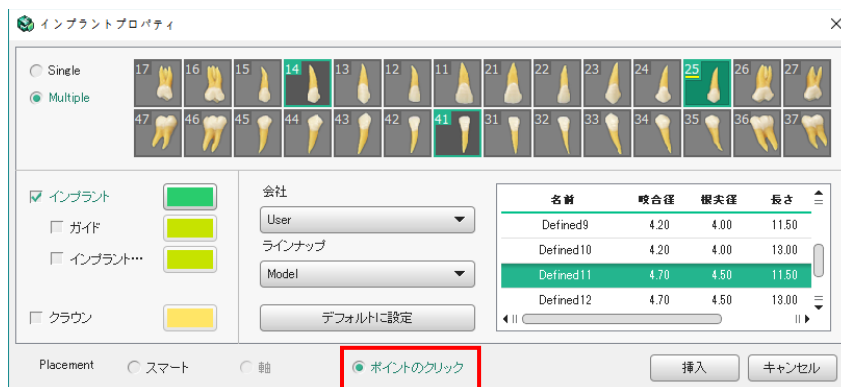 インプラントプロパティ
Single
Multiple
17 16 15 14 13 12 11 21 22 23 24 25 26 27
47 46 45 44 43 42 41 31 32 33 34 35 36 37
インプラント
ガイド
インプラント…
クラウン
会社
User
ラインナップ
Model
デフォルトに設定
名前 咬合径 根尖径 長さ
Defined9 4.20 4.00 11.50
Defined10 4.20 4.00 13.00
Defined11 4.70 4.50 11.50
Defined12 4.70 4.50 13.00
Placement スマート 軸 ポイントのクリック 挿入 キャンセル